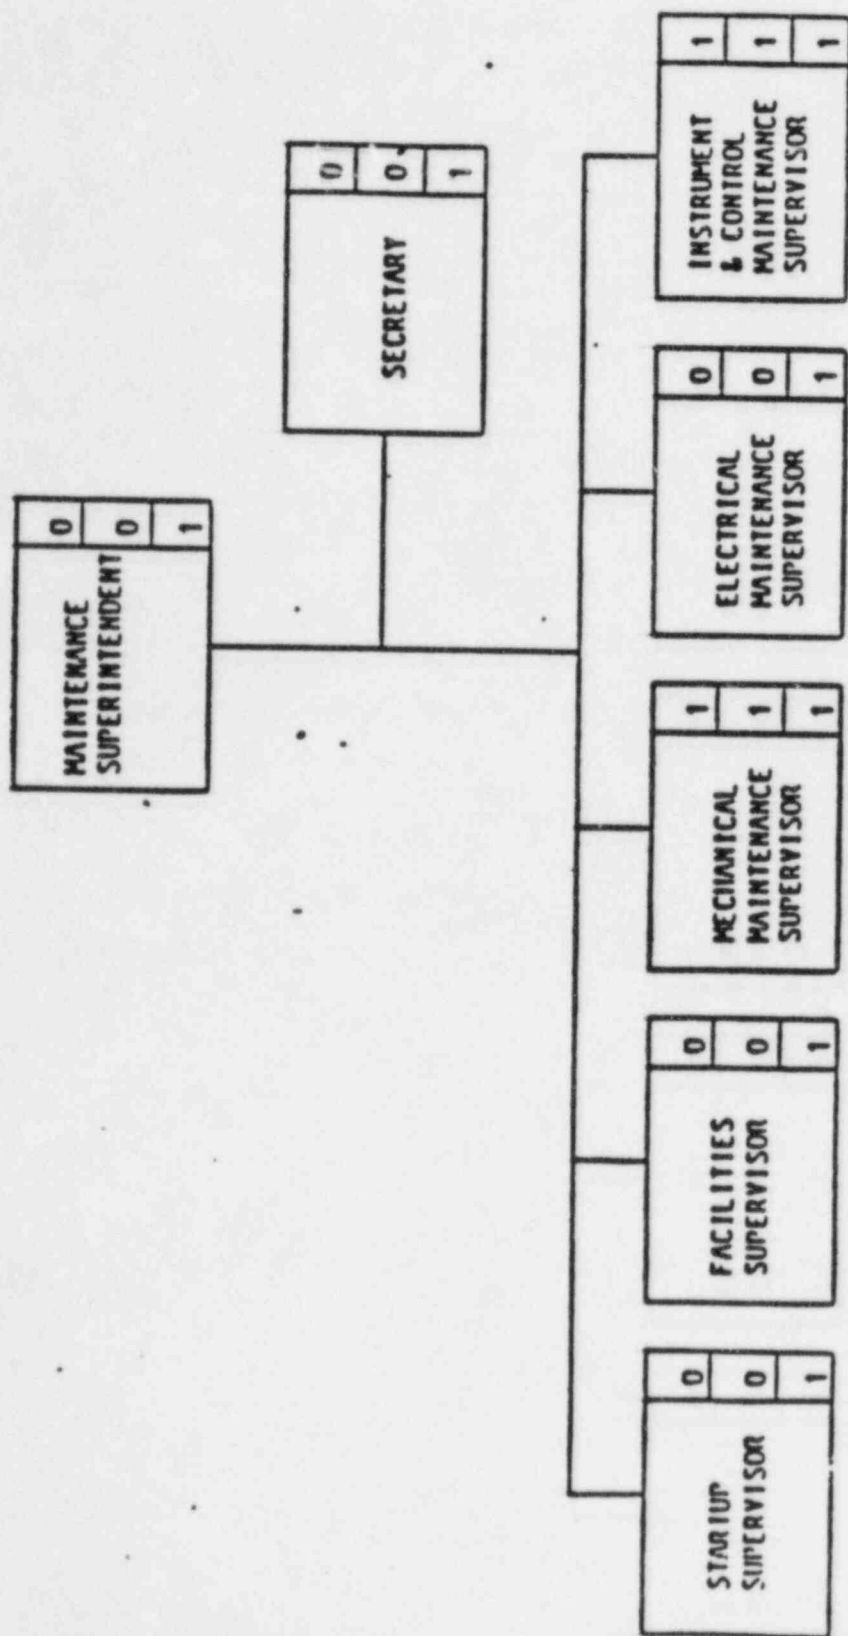 MAINTENANCE
SUPERINTENDENT
0
0
1
SECRETARY
0
0
1
STARTUP
SUPERVISOR
0
0
1
FACILITIES
SUPERVISOR
0
0
1
MECHANICAL
MAINTENANCE
SUPERVISOR
1
1
1
ELECTRICAL
MAINTENANCE
SUPERVISOR
0
0
1
INSTRUMENT
& CONTROL
MAINTENANCE
SUPERVISOR
1
1
1